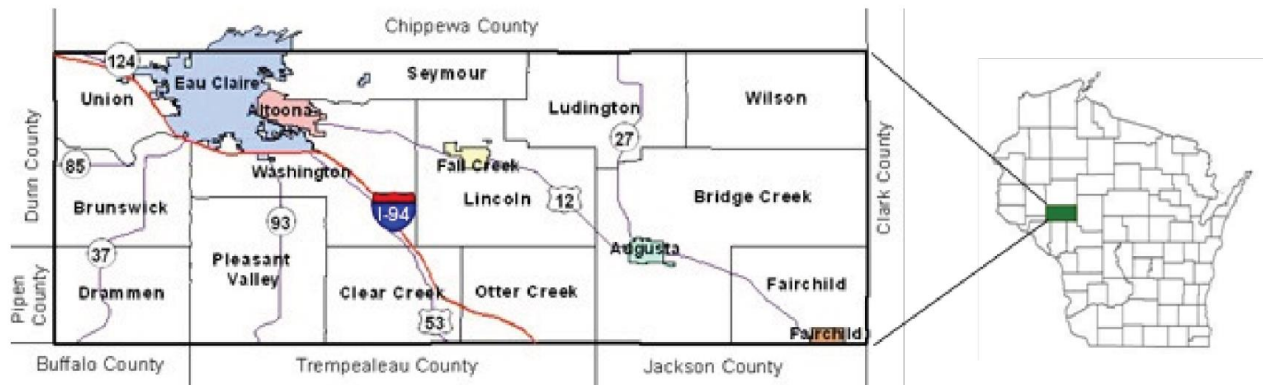 Chippewa County
124
Eau Claire
Seymour
Union
Altoona
Ludington
Wilson
Dunn County
85
27
Fall Creek
Washington
Clark County
Brunswick
I-94
Lincoln
12
Bridge Creek
93
37
Pleasant
Valley
Augusta
Pipen
County
Drammen
Clear Creek
Otter Creek
Fairchild
53
Fairchild
Buffalo County
Trempealeau County
Jackson County